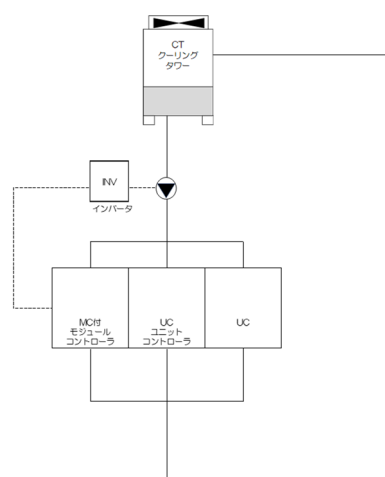 CT
クーリング
タワー
INV
インバータ
MC付
モジュール
コントローラ
UC
ユニット
コントローラ
UC